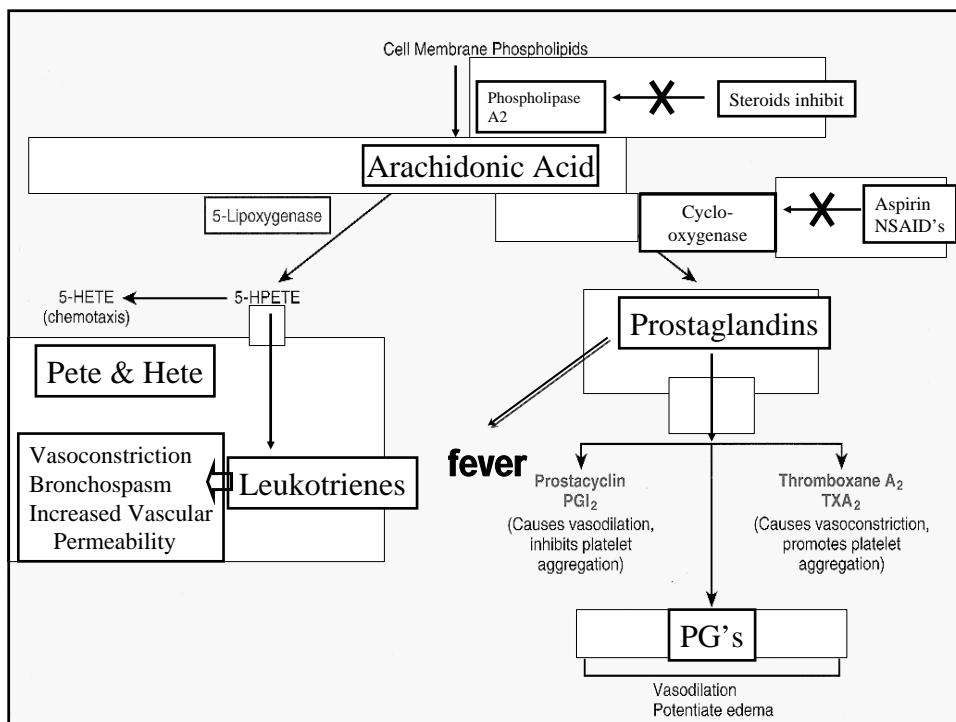 Cell Membrane Phospholipids
Phospholipase
A2
Steroids inhibit
Arachidonic Acid
5-Lipoxygenase
Cyclo-
oxygenase
Aspirin
NSAID's
5-HETE
(chemotaxis)
5-HPETE
Prostaglandins
Pete & Hete
fever
Vasoconstriction
Bronchospasm
Increased Vascular
Permeability
Leukotrienes
Prostacyclin
PGI₂
(Causes vasodilation,
inhibits platelet
aggregation)
Thromboxane A₂
TXA₂
(Causes vasoconstriction,
promotes platelet
aggregation)
PG's
Vasodilation
Potentiate edema